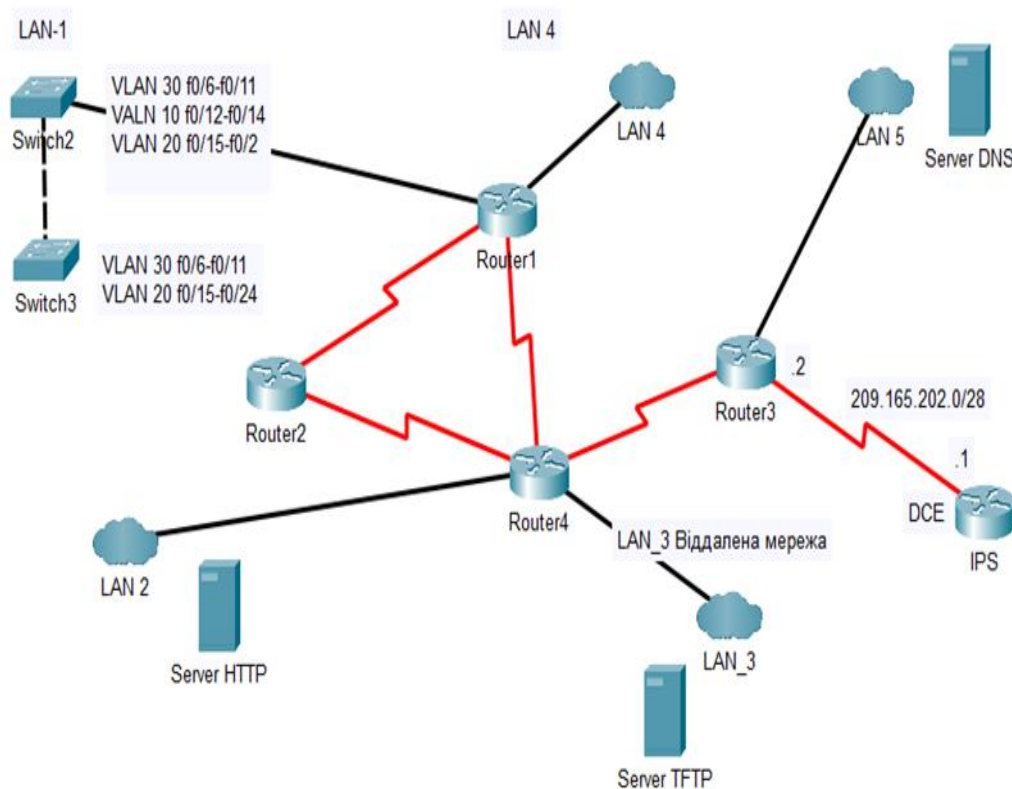 LAN-1
LAN 4
VLAN 30 f0/6-f0/11
VALN 10 f0/12-f0/14
VLAN 20 f0/15-f0/2
Switch2
LAN 4
LAN 5
Server DNS
Router1
VLAN 30 f0/6-f0/11
VLAN 20 f0/15-f0/24
Switch3
.2
Router3
209.165.202.0/28
Router2
.1
Router4
DCE
LAN_3 Віддалена мережа
IPS
LAN 2
LAN_3
Server HTTP
Server TFTP